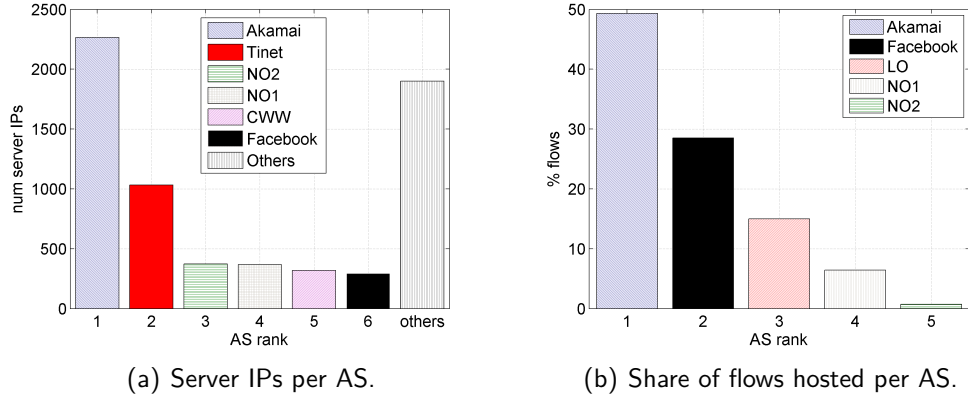 2500
2000
1500
1000
500
0
num server IPs
Akamai
Tinet
NO2
NO1
CWW
Facebook
Others
1 2 3 4 5 6 others
AS rank
(a) Server IPs per AS.
50
40
30
20
10
0
% flows
Akamai
Facebook
LO
NO1
NO2
1 2 3 4 5
AS rank
(b) Share of flows hosted per AS.